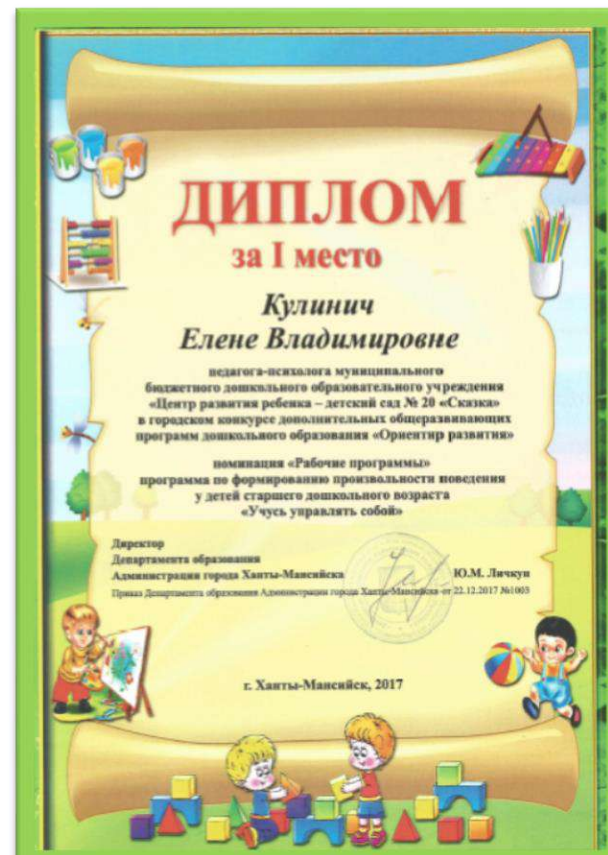 ДИПЛОМ
за I место
Кулинич
Елене Владимировне
педагога-психолога муниципального
бюджетного дошкольного образовательного учреждения
«Центр развития ребенка – детский сад № 20 «Сказка»
в городском конкурсе дополнительных общеразвивающих
программ дошкольного образования «Ориентир развития»
номинация «Рабочие программы»
программа по формированию произвольности поведения
у детей старшего дошкольного возраста
«Учусь управлять собой»
Директор
Департамента образования
Администрации города Ханты-Мансийска Ю.М. Личкун
Приказ Департамента образования Администрации города Ханты-Мансийска от 22.12.2017 №1003
г. Ханты-Мансийск, 2017